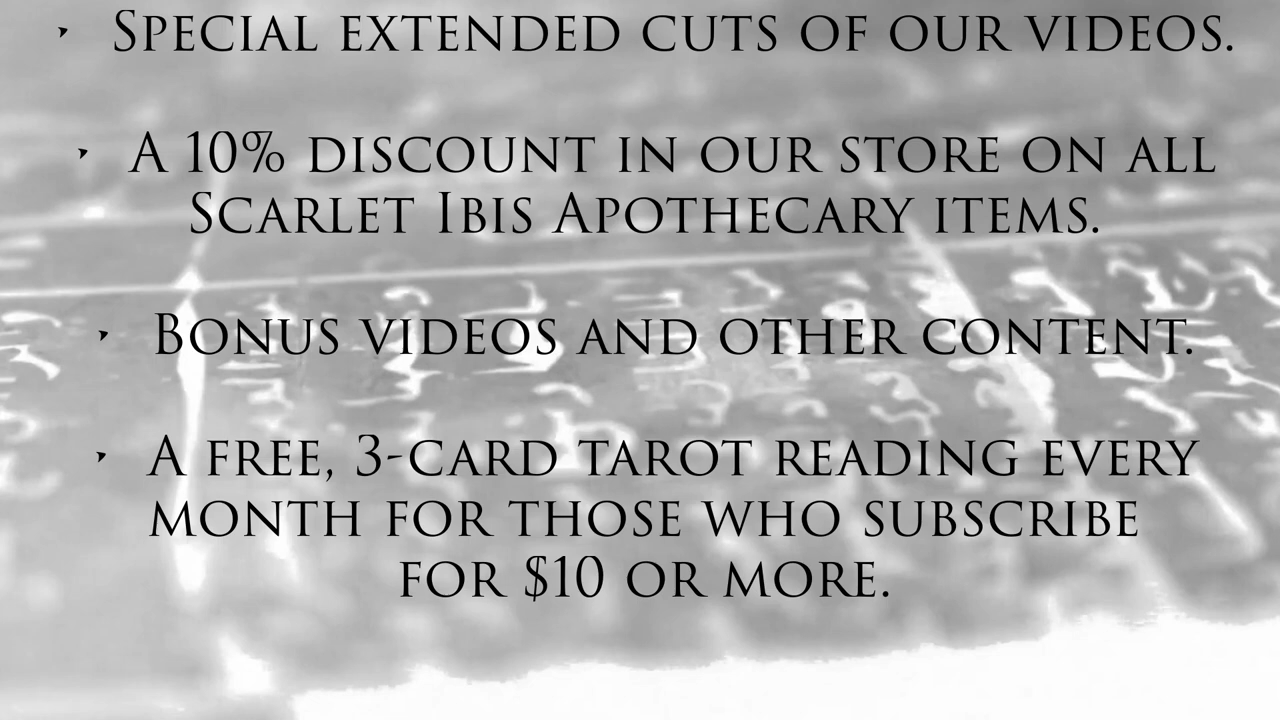 ‣ Special extended cuts of our videos.
‣ A 10% discount in our store on all
Scarlet Ibis Apothecary items.
‣ Bonus videos and other content.
‣ A free, 3-card tarot reading every
month for those who subscribe
for $10 or more.